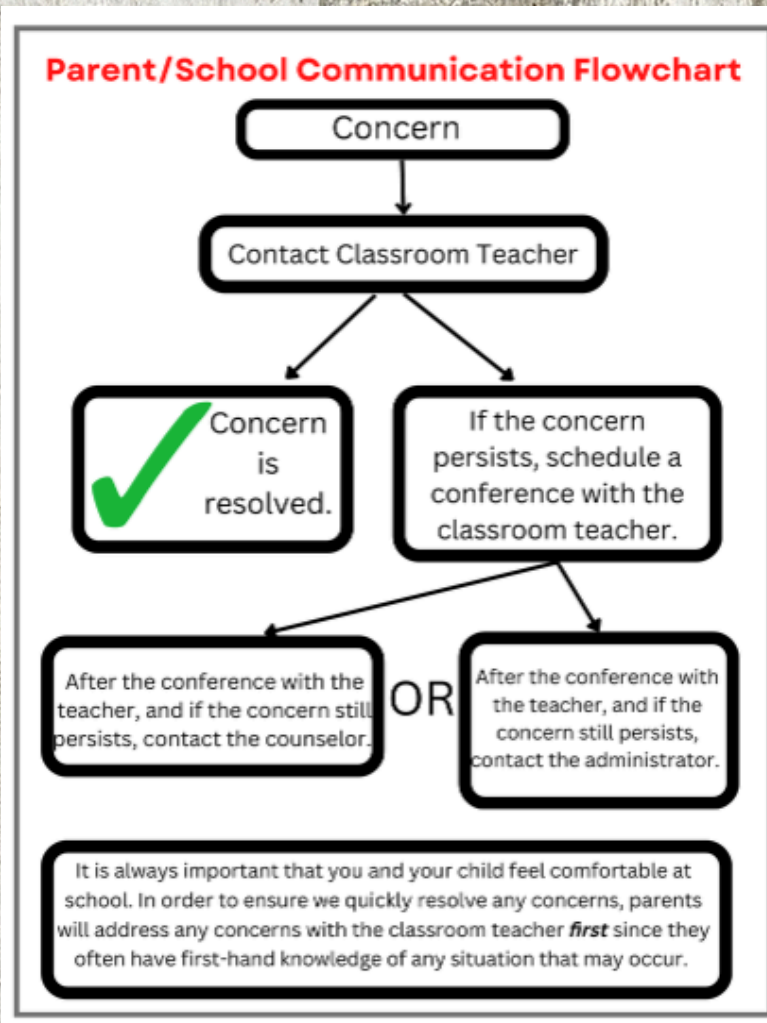 Parent/School Communication Flowchart
Concern
Contact Classroom Teacher
Concern
is
resolved.
If the concern
persists, schedule a
conference with the
classroom teacher.
After the conference with the
teacher, and if the concern still
persists, contact the counselor.
OR
After the conference with
the teacher, and if the
concern still persists,
contact the administrator.
It is always important that you and your child feel comfortable at
school. In order to ensure we quickly resolve any concerns, parents
will address any concerns with the classroom teacher first since they
often have first-hand knowledge of any situation that may occur.